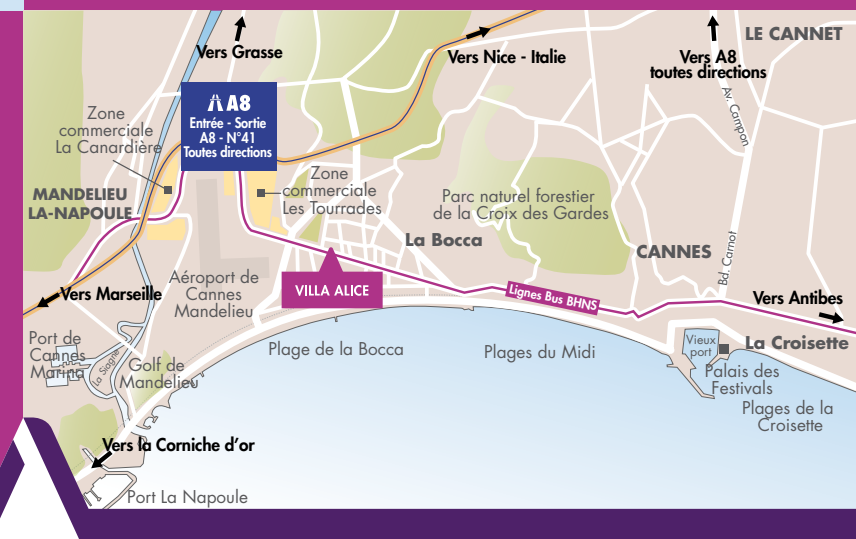 Vers Grasse
Vers Nice - Italie
LE CANNET
Vers A8
toutes directions
Av. Campon
A8
Entrée - Sortie
A8 - N°41
Toutes directions
Zone
commerciale
La Canardière
Zone
commerciale
Les Tourrades
MANDELIEU
LA-NAPOULE
Parc naturel forestier
de la Croix des Gardes
La Bocca
CANNES
Bd. Carnot
Aéroport de
Cannes
Mandelieu
VILLA ALICE
Lignes Bus BHNS
Vers Marseille
Vers Antibes
Port de
Cannes
Marina
La Siagne
Golf de
Mandelieu
Plage de la Bocca
Plages du Midi
Vieux
port
La Croisette
Palais des
Festivals
Plages de la
Croisette
Vers la Corniche d'or
Port La Napoule